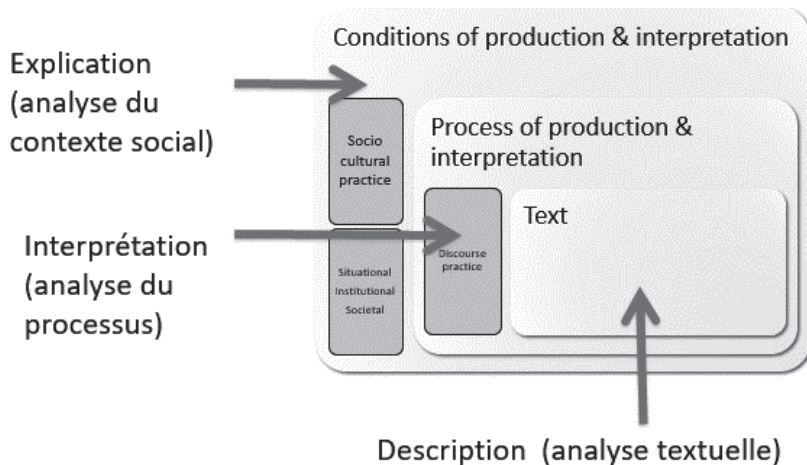 Conditions of production & interpretation
Explication
(analyse du
contexte social)
Socio
cultural
practice
Process of production &
interpretation
Text
Interprétation
(analyse du
processus)
Situational
Institutional
Societal
Discourse
practice
Description (analyse textuelle)